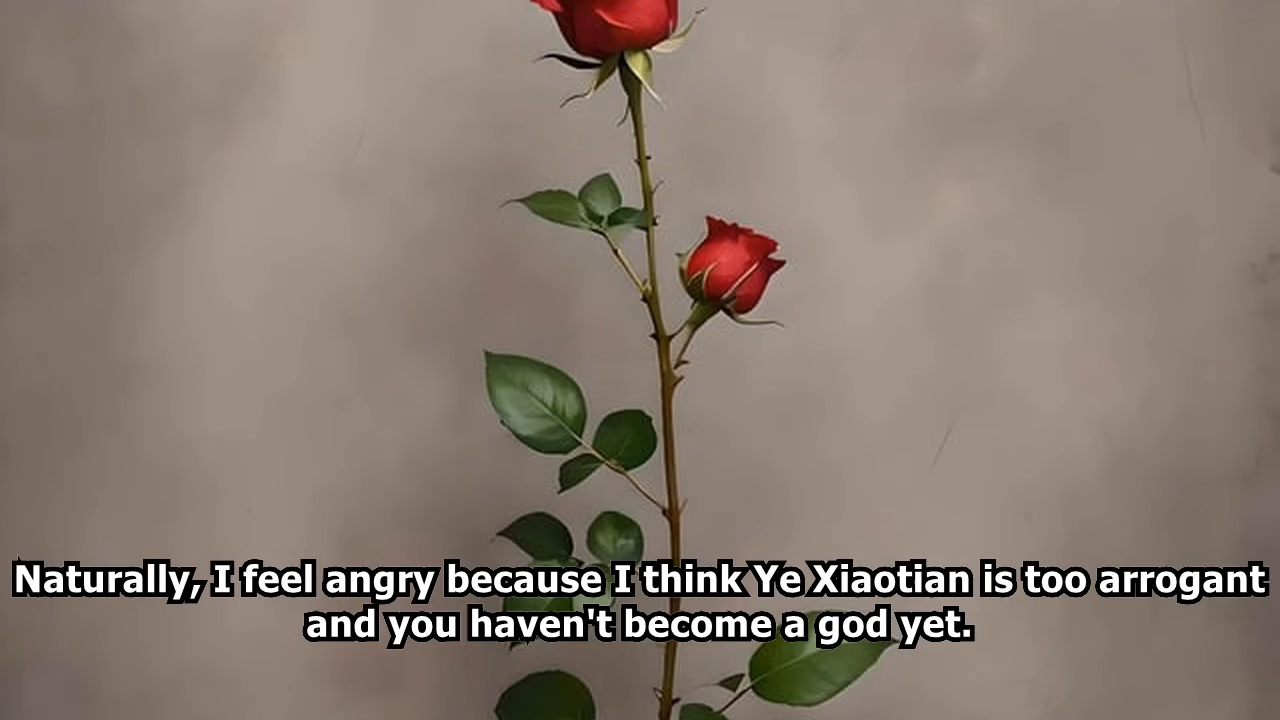 Naturally, I feel angry because I think Ye Xiaotian is too arrogant
and you haven't become a god yet.